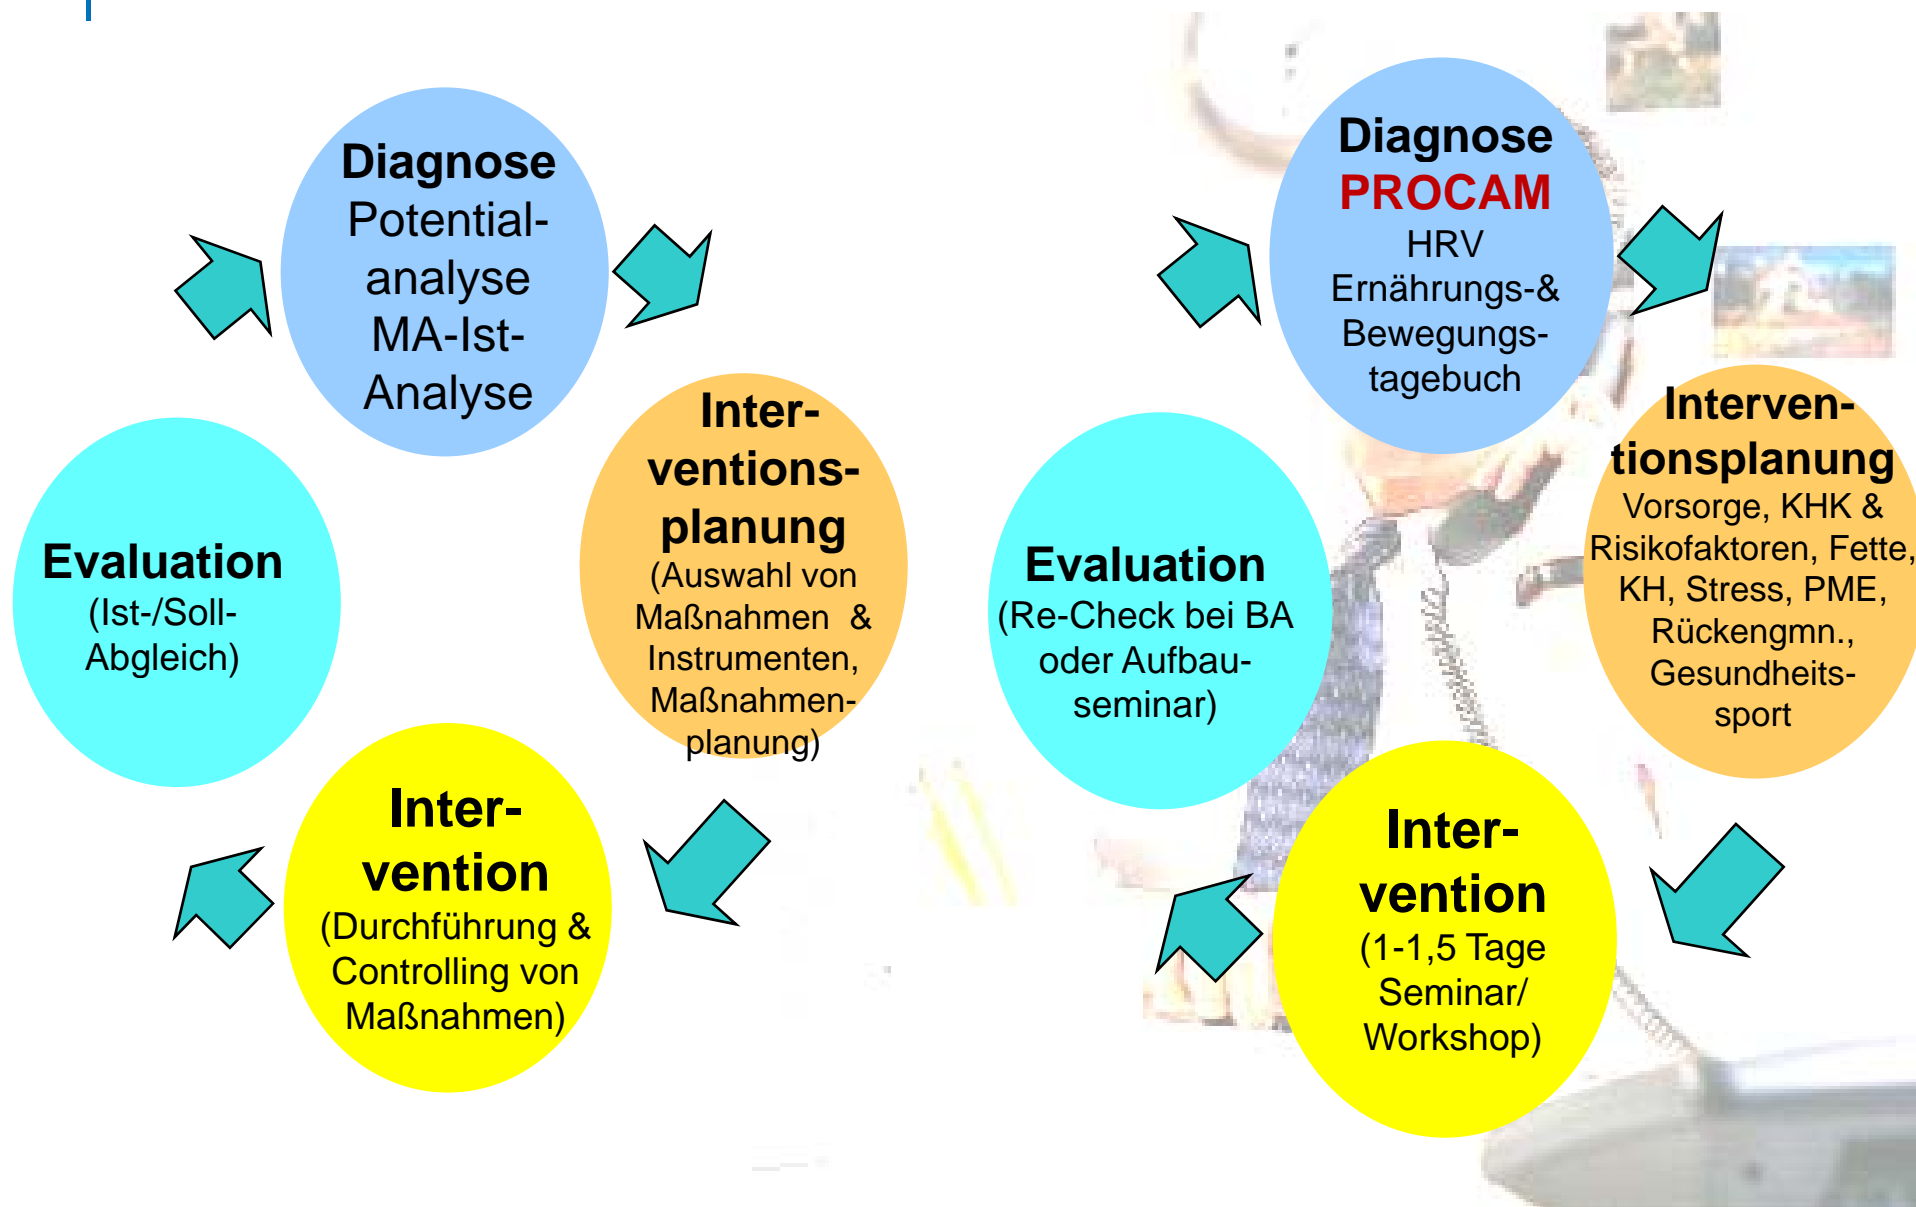 Diagnose
Potential-
analyse
MA-Ist-
Analyse
Inter-
ventions-
planung
(Auswahl von
Maßnahmen &
Instrumenten,
Maßnahmen-
planung)
Inter-
vention
(Durchführung &
Controlling von
Maßnahmen)
Evaluation
(Ist-/Soll-
Abgleich)
Diagnose
PROCAM
HRV
Ernährungs-&
Bewegungs-
tagebuch
Interven-
tionsplanung
Vorsorge, KHK &
Risikofaktoren, Fette,
KH, Stress, PME,
Rückengmn.,
Gesundheits-
sport
Inter-
vention
(1-1,5 Tage
Seminar/
Workshop)
Evaluation
(Re-Check bei BA
oder Aufbau-
seminar)